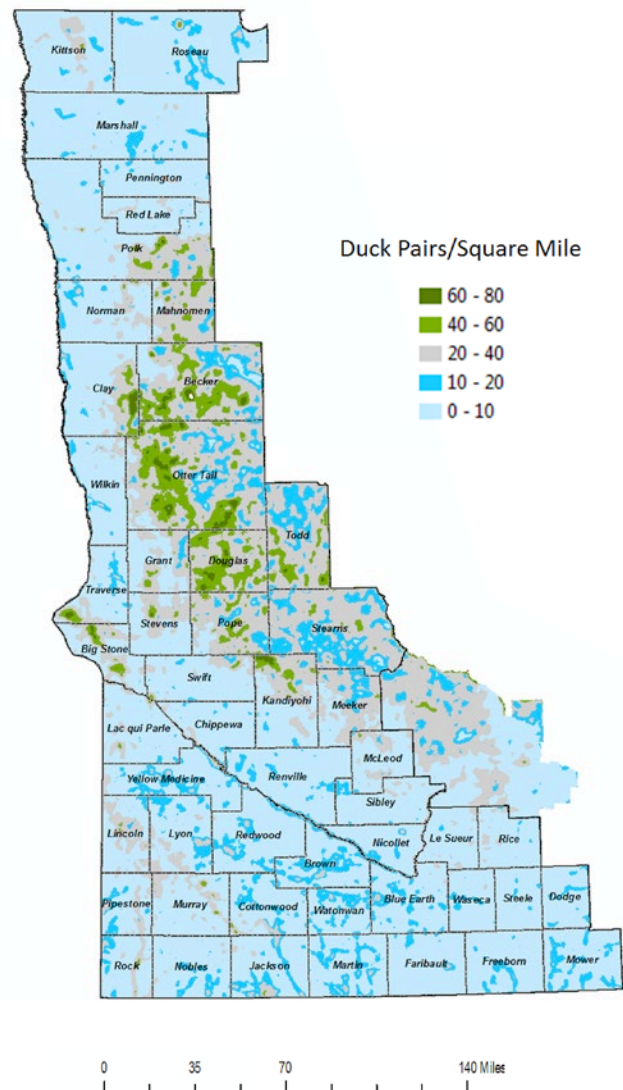 Kittson
Roseau
Marshall
Pennington
Red Lake
Polk
Duck Pairs/Square Mile
60 - 80
40 - 60
20 - 40
10 - 20
0 - 10
Norman
Mahnomen
Clay
Becker
Wilkin
Otter Tail
Todd
Grant
Douglas
Traverse
Stevens
Pope
Stearns
Big Stone
Swift
Kandiyohi
Meeker
Lac qui Parle
Chippewa
McLeod
Yellow Medicine
Renville
Sibley
Lincoln
Lyon
Redwood
Nicollet
Le Sueur
Rice
Brown
Pipestone
Murray
Cottonwood
Watonwan
Blue Earth
Waseca
Steele
Dodge
Rock
Nobles
Jackson
Martin
Faribault
Freeborn
Mower
0 35 70 140 Miles